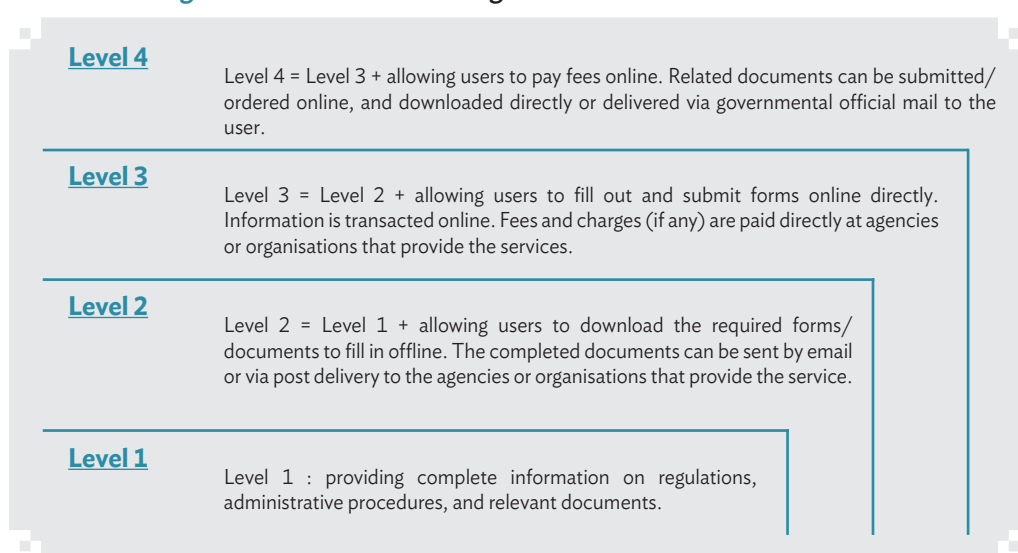 Level 4
Level 4 = Level 3 + allowing users to pay fees online. Related documents can be submitted/
ordered online, and downloaded directly or delivered via governmental official mail to the
user.
Level 3
Level 3 = Level 2 + allowing users to fill out and submit forms online directly.
Information is transacted online. Fees and charges (if any) are paid directly at agencies
or organisations that provide the services.
Level 2
Level 2 = Level 1 + allowing users to download the required forms/
documents to fill in offline. The completed documents can be sent by email
or via post delivery to the agencies or organisations that provide the service.
Level 1
Level 1 : providing complete information on regulations,
administrative procedures, and relevant documents.